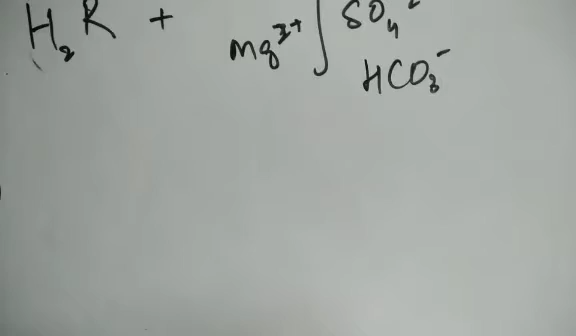 H₂R + Mg²⁺ ] SO₄²⁻
HCO₃⁻